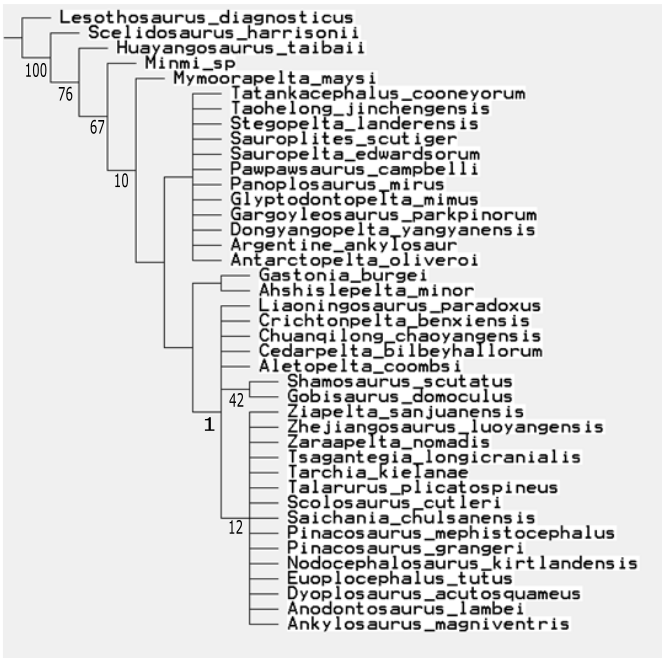 Lesothosaurus_diagnosticus
Scelidosaurus_harrisonii
100
Huayangosaurus_taibaii
76
Minmi_sp
67
Mymoorapelta_maysi
10
Tatankacephalus_cooneyorum
Taohelong_jinchengensis
Stegopelta_landerensis
Sauroplites_scutiger
Sauropelta_edwardsorum
Pawpawsaurus_campbelli
Panoplosaurus_mirus
Glyptodontopelta_mimus
Gargoyleosaurus_parkpinorum
Dongyangopelta_yangyanensis
Argentine_ankylosaur
Antarctopelta_oliveroi
Gastonia_burgei
Ahshislepelta_minor
Liaoningosaurus_paradoxus
Crichtonpelta_benxiensis
Chuanqilong_chaoyangensis
Cedarpelta_bilbeyhallorum
Aletopelta_coombsi
Shamosaurus_scutatus
42
Gobisaurus_domoculus
1
Ziapelta_sanjuanensis
Zhejiangosaurus_luoyangensis
Zaraapelta_nomadis
Tsagantegia_longicranialis
Tarchia_kielanae
Talarurus_plicatospineus
Scolosaurus_cutleri
Saichania_chulsanensis
12
Pinacosaurus_mephistocephalus
Pinacosaurus_grangeri
Nodocephalosaurus_kirtlandensis
Euoplocephalus_tutus
Dyoplosaurus_acutosquameus
Anodontosaurus_lambei
Ankylosaurus_magniventris